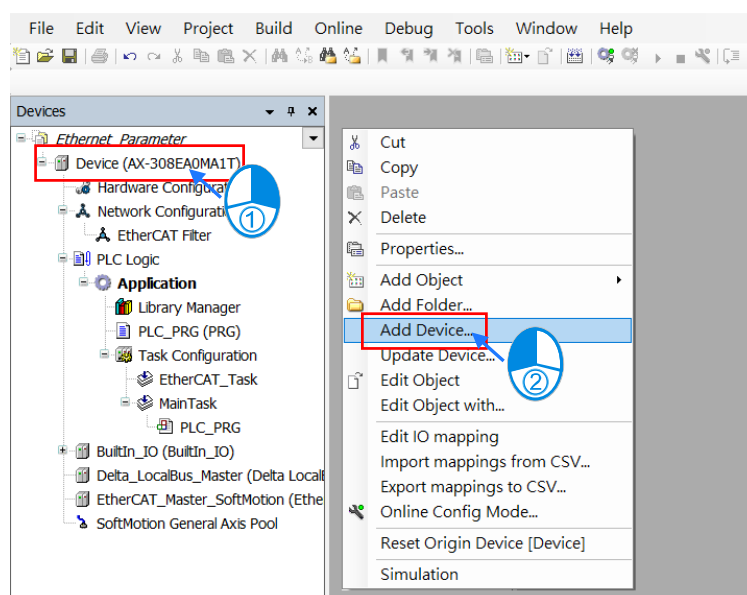 File Edit View Project Build Online Debug Tools Window Help
Devices
Ethernet_Parameter
Device (AX-308EA0MA1T)
Hardware Configurat
Network Configurati
①
EtherCAT Filter
PLC Logic
Application
Library Manager
PLC_PRG (PRG)
Task Configuration
EtherCAT_Task
MainTask
PLC_PRG
BuiltIn_IO (BuiltIn_IO)
Delta_LocalBus_Master (Delta Local
EtherCAT_Master_SoftMotion (Ethe
SoftMotion General Axis Pool
Cut
Copy
Paste
Delete
Properties...
Add Object
Add Folder...
Add Device...
Update Device...
②
Edit Object
Edit Object with...
Edit IO mapping
Import mappings from CSV...
Export mappings to CSV...
Online Config Mode...
Reset Origin Device [Device]
Simulation